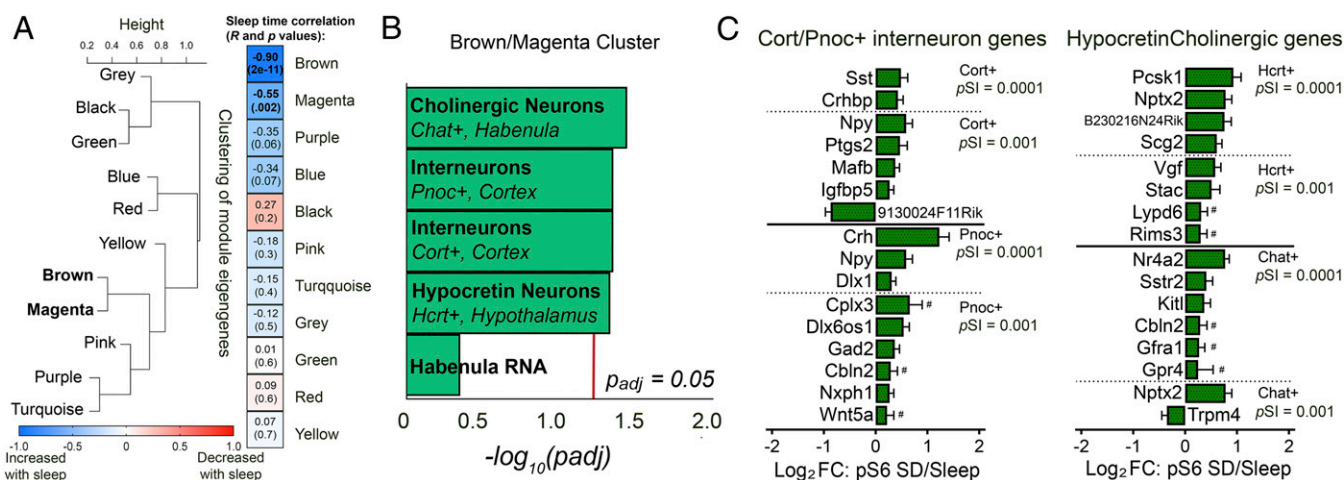 A
Height
0.2 0.6 1.0
Grey
Black
Green
Blue
Red
Yellow
Brown
Magenta
Pink
Purple
Turquoise
Clustering of module eigengenes
Sleep time correlation
(R and p values):
-0.90
(2e-11)
Brown
-0.55
(.002)
Magenta
-0.35
(0.06)
Purple
-0.34
(0.07)
Blue
0.27
(0.2)
Black
-0.18
(0.3)
Pink
-0.15
(0.4)
Turqquoise
-0.12
(0.5)
Grey
0.01
(0.6)
Green
0.09
(0.6)
Red
0.07
(0.7)
Yellow
-1.0 -0.5 0 0.5 1.0
Increased
with sleep
Decreased
with sleep
B
Brown/Magenta Cluster
Cholinergic Neurons
Chat+, Habenula
Interneurons
Pnoc+, Cortex
Interneurons
Cort+, Cortex
Hypocretin Neurons
Hcrt+, Hypothalamus
Habenula RNA
padj = 0.05
0 0.5 1.0 1.5 2.0
-log10(padj)
C
Cort/Pnoc+ interneuron genes
Sst
Crhbp
Cort+
pSI = 0.0001
Npy
Ptgs2
Mafb
Igfbp5
9130024F11Rik
Cort+
pSI = 0.001
Crh
Npy
Dlx1
Pnoc+
pSI = 0.0001
Cplx3 #
Dlx6os1
Gad2
Cbln2 #
Nxph1
Wnt5a #
Pnoc+
pSI = 0.001
-2 -1 0 1 2
Log2 FC: pS6 SD/Sleep
HypocretinCholinergic genes
Pcsk1
Nptx2
B230216N24Rik
Scg2
Hcrt+
pSI = 0.0001
Vgf
Stac
Lypd6 #
Rims3 #
Hcrt+
pSI = 0.001
Nr4a2
Sstr2
Kitl
Cbln2 #
Gfra1 #
Gpr4 #
Chat+
pSI = 0.0001
Nptx2
Trpm4
Chat+
pSI = 0.001
-2 -1 0 1 2
Log2 FC: pS6 SD/Sleep